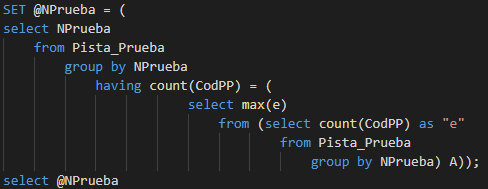 SET @NPrueba = (
select NPrueba
from Pista_Prueba
group by NPrueba
having count(CodPP) = (
select max(e)
from (select count(CodPP) as "e"
from Pista_Prueba
group by NPrueba) A));
select @NPrueba